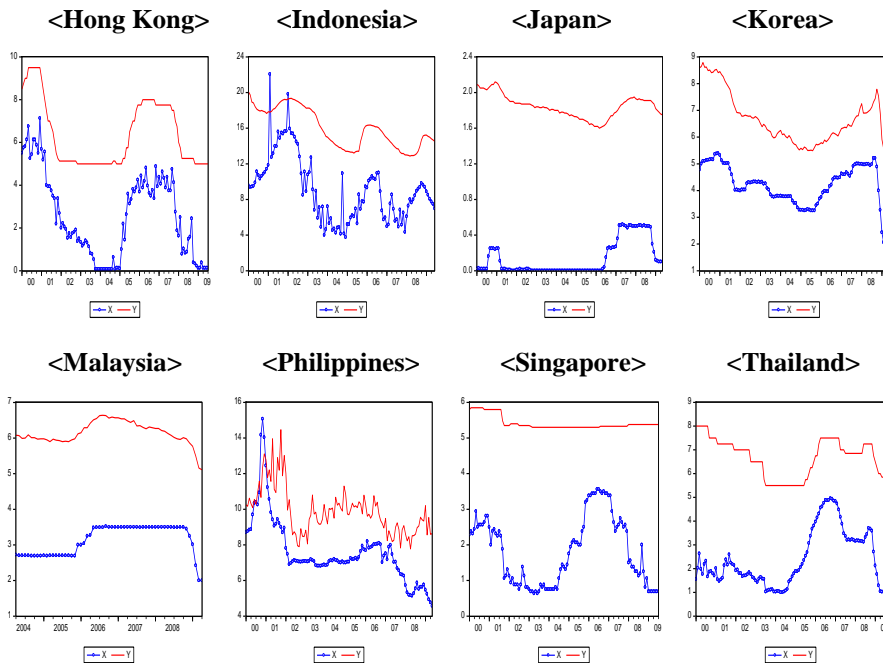 <Hong Kong> <Indonesia> <Japan> <Korea>
10 24 2.4 9
8 20 2.0 8
6 16 1.6 7
4 12 1.2 6
2 8 0.8 5
0 4 0.4 4
0 0.0 3
2
1
00 01 02 03 04 05 06 07 08 09
00 01 02 03 04 05 06 07 08
00 01 02 03 04 05 06 07 08
00 01 02 03 04 05 06 07 08
X Y
X Y
X Y
X Y
<Malaysia> <Philippines> <Singapore> <Thailand>
7 16 6 9
6 14 5 8
5 12 4 7
4 10 3 6
3 8 2 5
2 6 1 4
1 4 0 3
2
1
0
2004 2005 2006 2007 2008
00 01 02 03 04 05 06 07 08
00 01 02 03 04 05 06 07 08 09
00 01 02 03 04 05 06 07 08 0
X Y
X Y
X Y
X Y